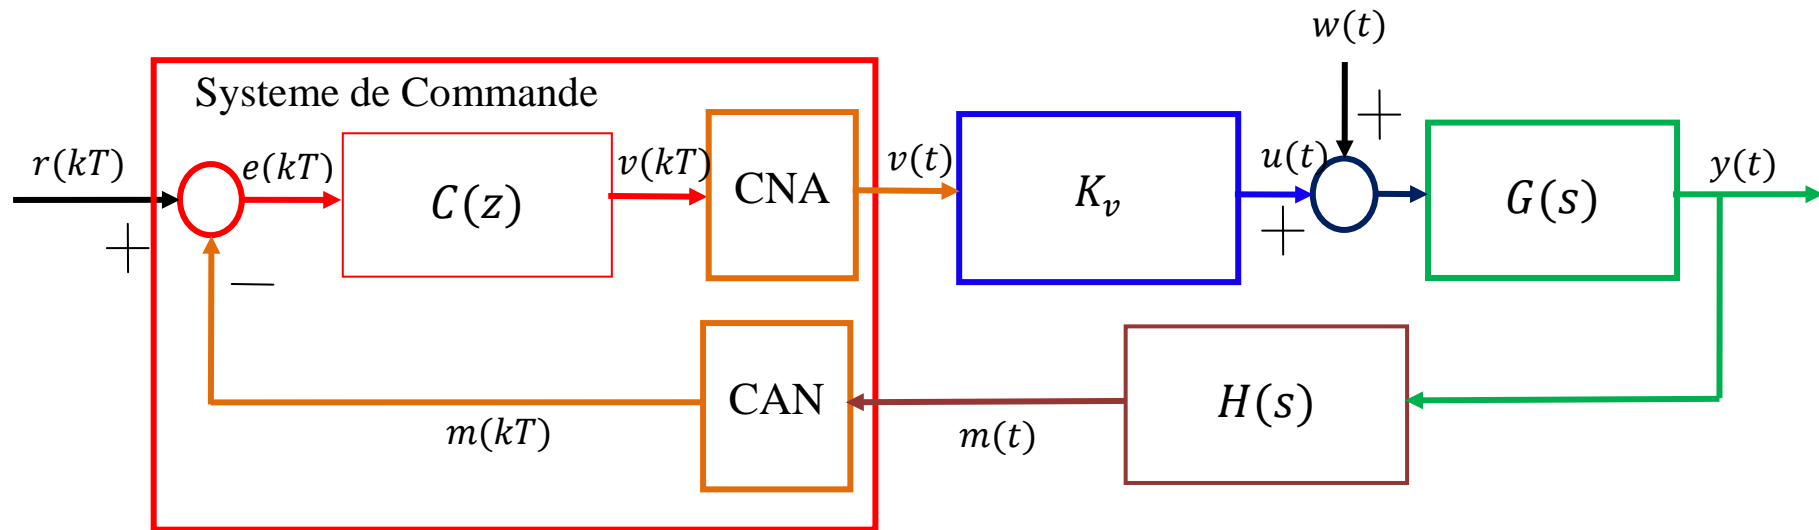 w(t)
+
Systeme de Commande
r(kT)
+
e(kT)
−
C(z)
v(kT)
CNA
v(t)
K_v
u(t)
+
G(s)
y(t)
m(kT)
CAN
m(t)
H(s)